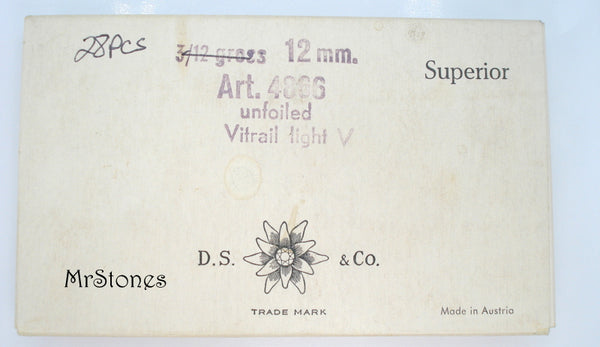 28PCS
3/12 gross 12 mm.
Superior
Art. 4866
unfoiled
Vitrail light V
D.S. & Co.
MrStones
TRADE MARK
Made in Austria